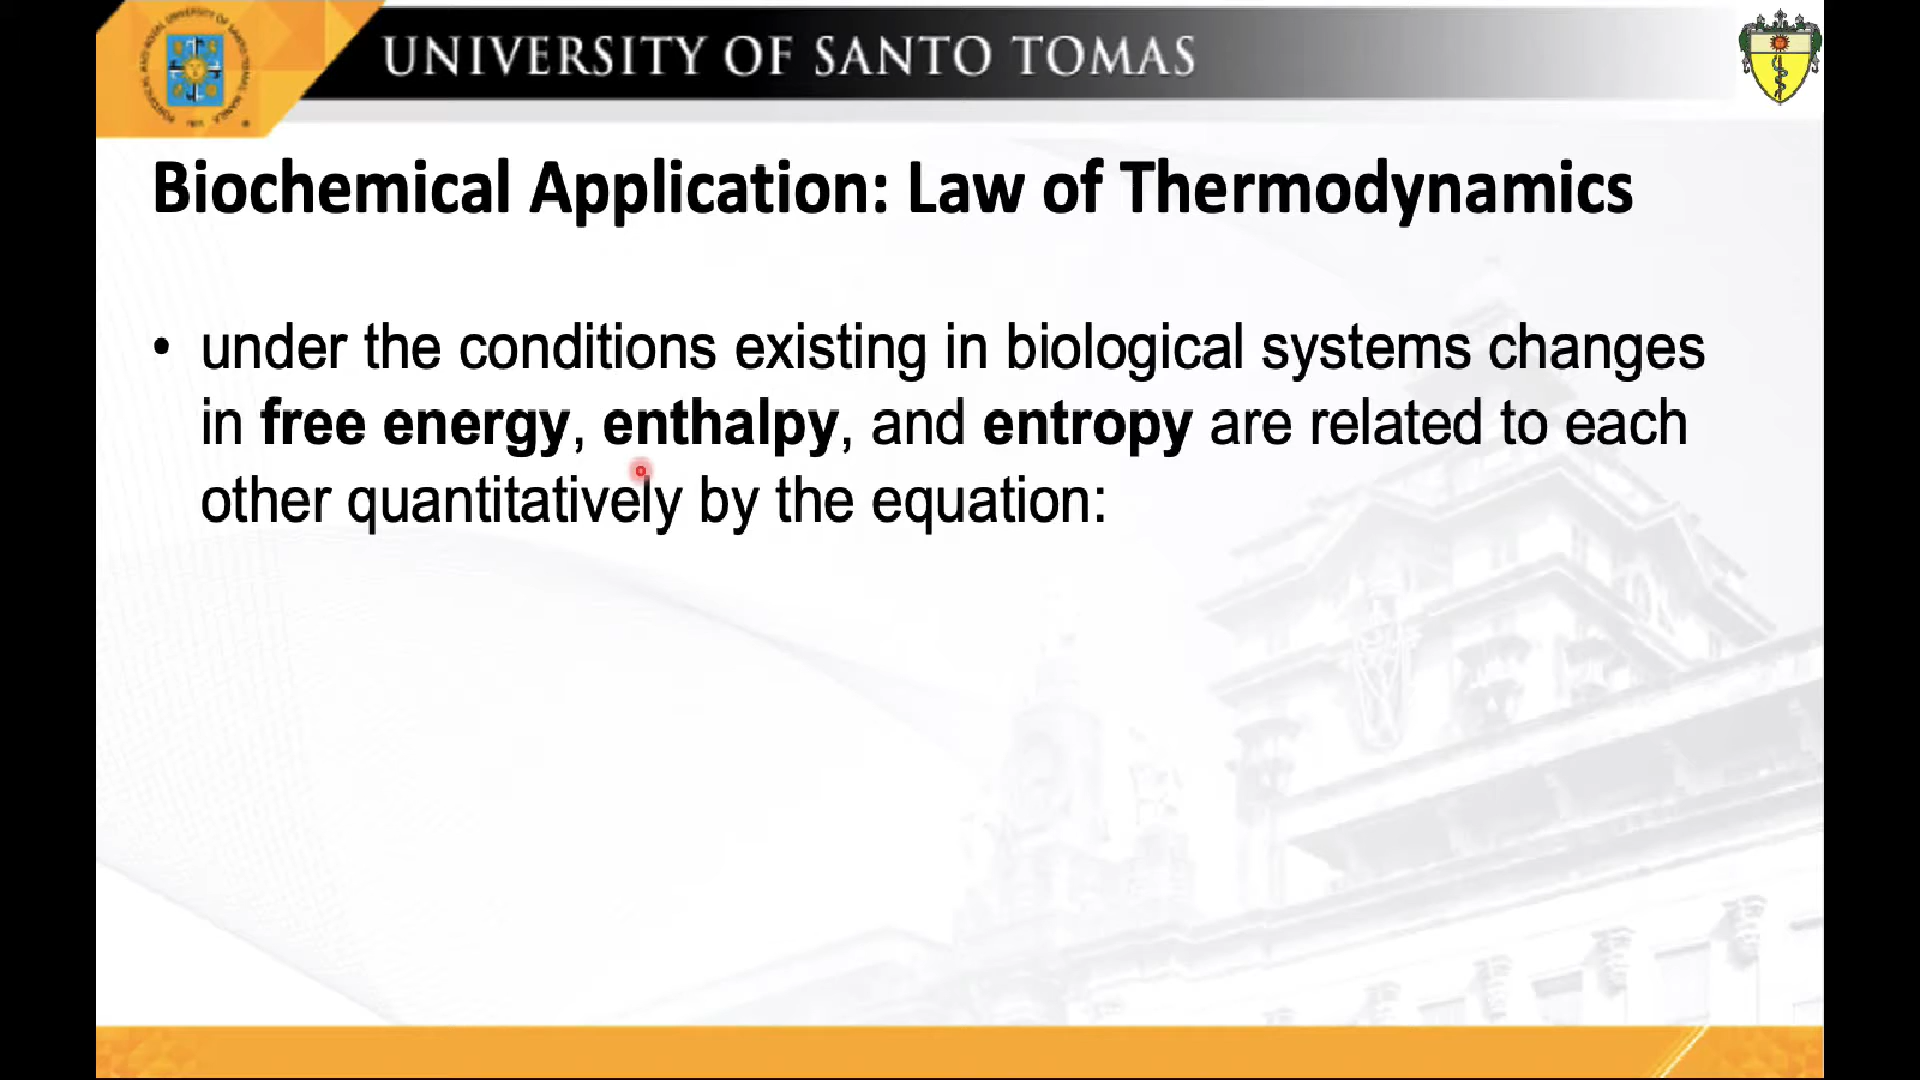 UNIVERSITY OF SANTO TOMAS
Biochemical Application: Law of Thermodynamics
• under the conditions existing in biological systems changes
in free energy, enthalpy, and entropy are related to each
other quantitatively by the equation: